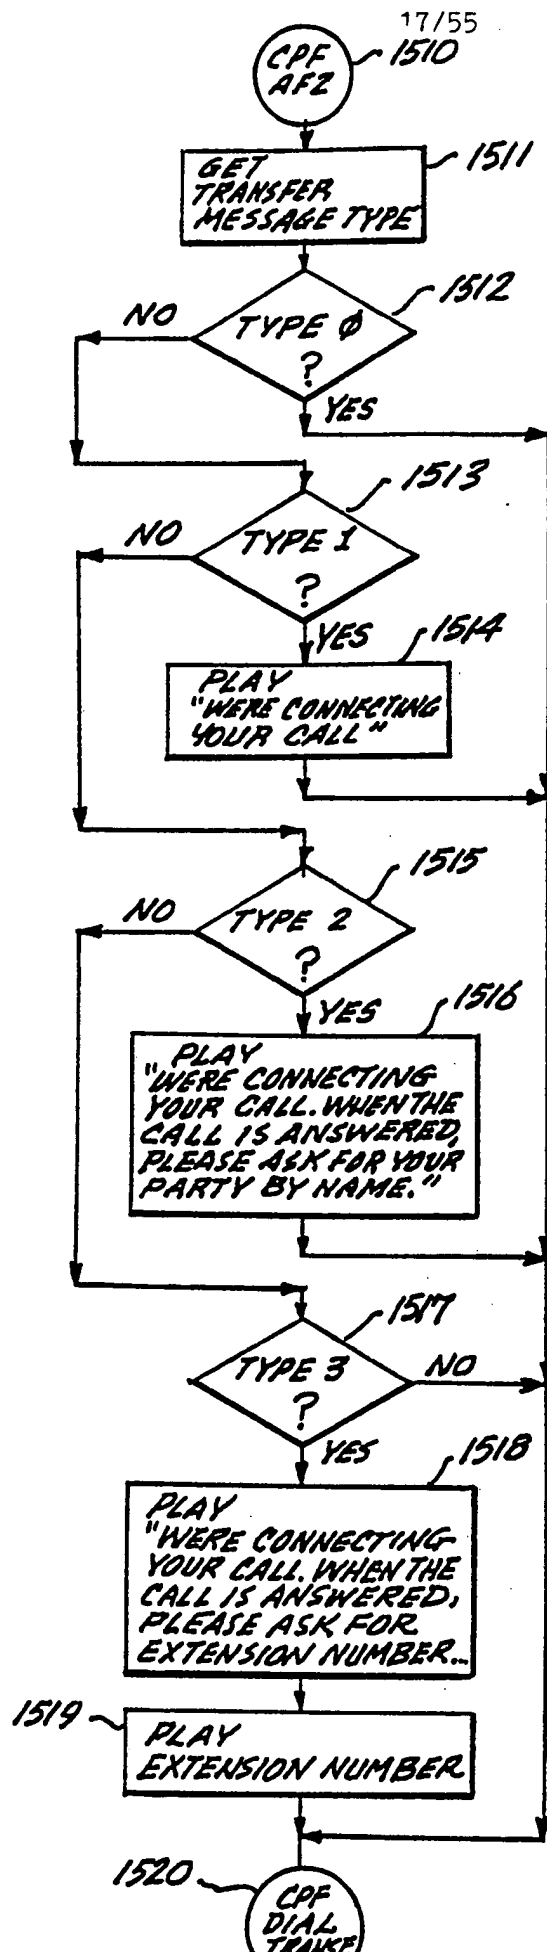 17/55
CPF
AF2
1510
GET
TRANSFER
MESSAGE TYPE
1511
TYPE Ø
?
1512
NO
YES
1513
TYPE 1
?
NO
YES
1514
PLAY
"WERE CONNECTING
YOUR CALL"
1515
TYPE 2
?
NO
YES
1516
PLAY
"WERE CONNECTING
YOUR CALL. WHEN THE
CALL IS ANSWERED,
PLEASE ASK FOR YOUR
PARTY BY NAME."
1517
TYPE 3
?
NO
YES
1518
PLAY
"WERE CONNECTING
YOUR CALL. WHEN THE
CALL IS ANSWERED,
PLEASE ASK FOR
EXTENSION NUMBER...
1519
PLAY
EXTENSION NUMBER
1520
CPF
DIAL
TRANSF